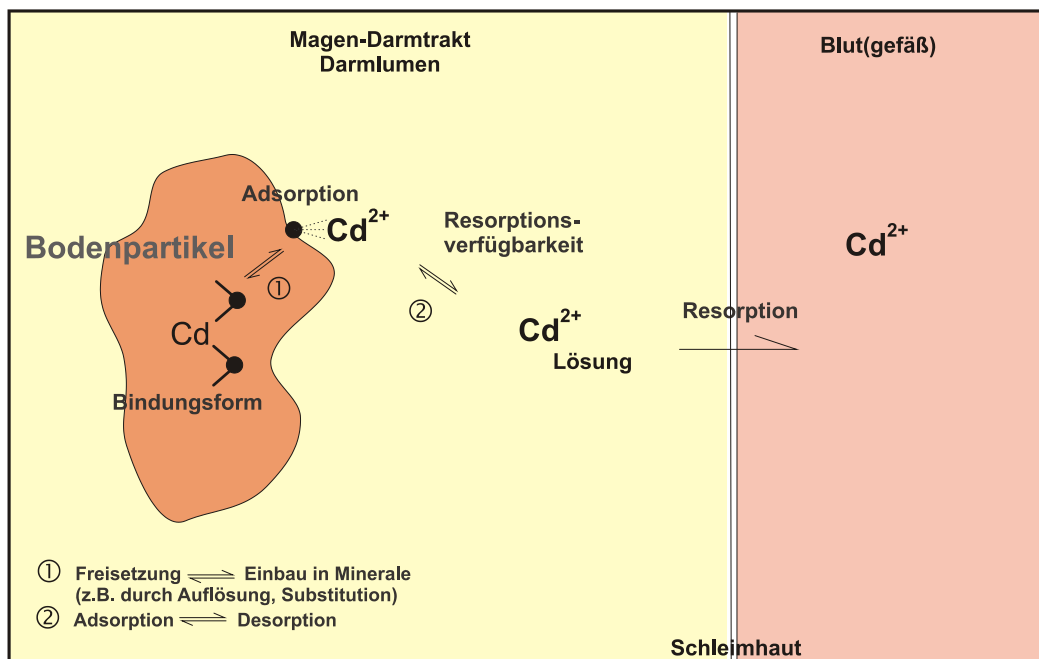 Magen-Darmtrakt
Darmlumen
Blut(gefäß)
Adsorption
Cd²⁺
Resorptions-
verfügbarkeit
Bodenpartikel
①
②
Cd²⁺
Lösung
Resorption
Cd²⁺
Cd
Bindungsform
① Freisetzung ⇌ Einbau in Minerale
(z.B. durch Auflösung, Substitution)
② Adsorption ⇌ Desorption
Schleimhaut